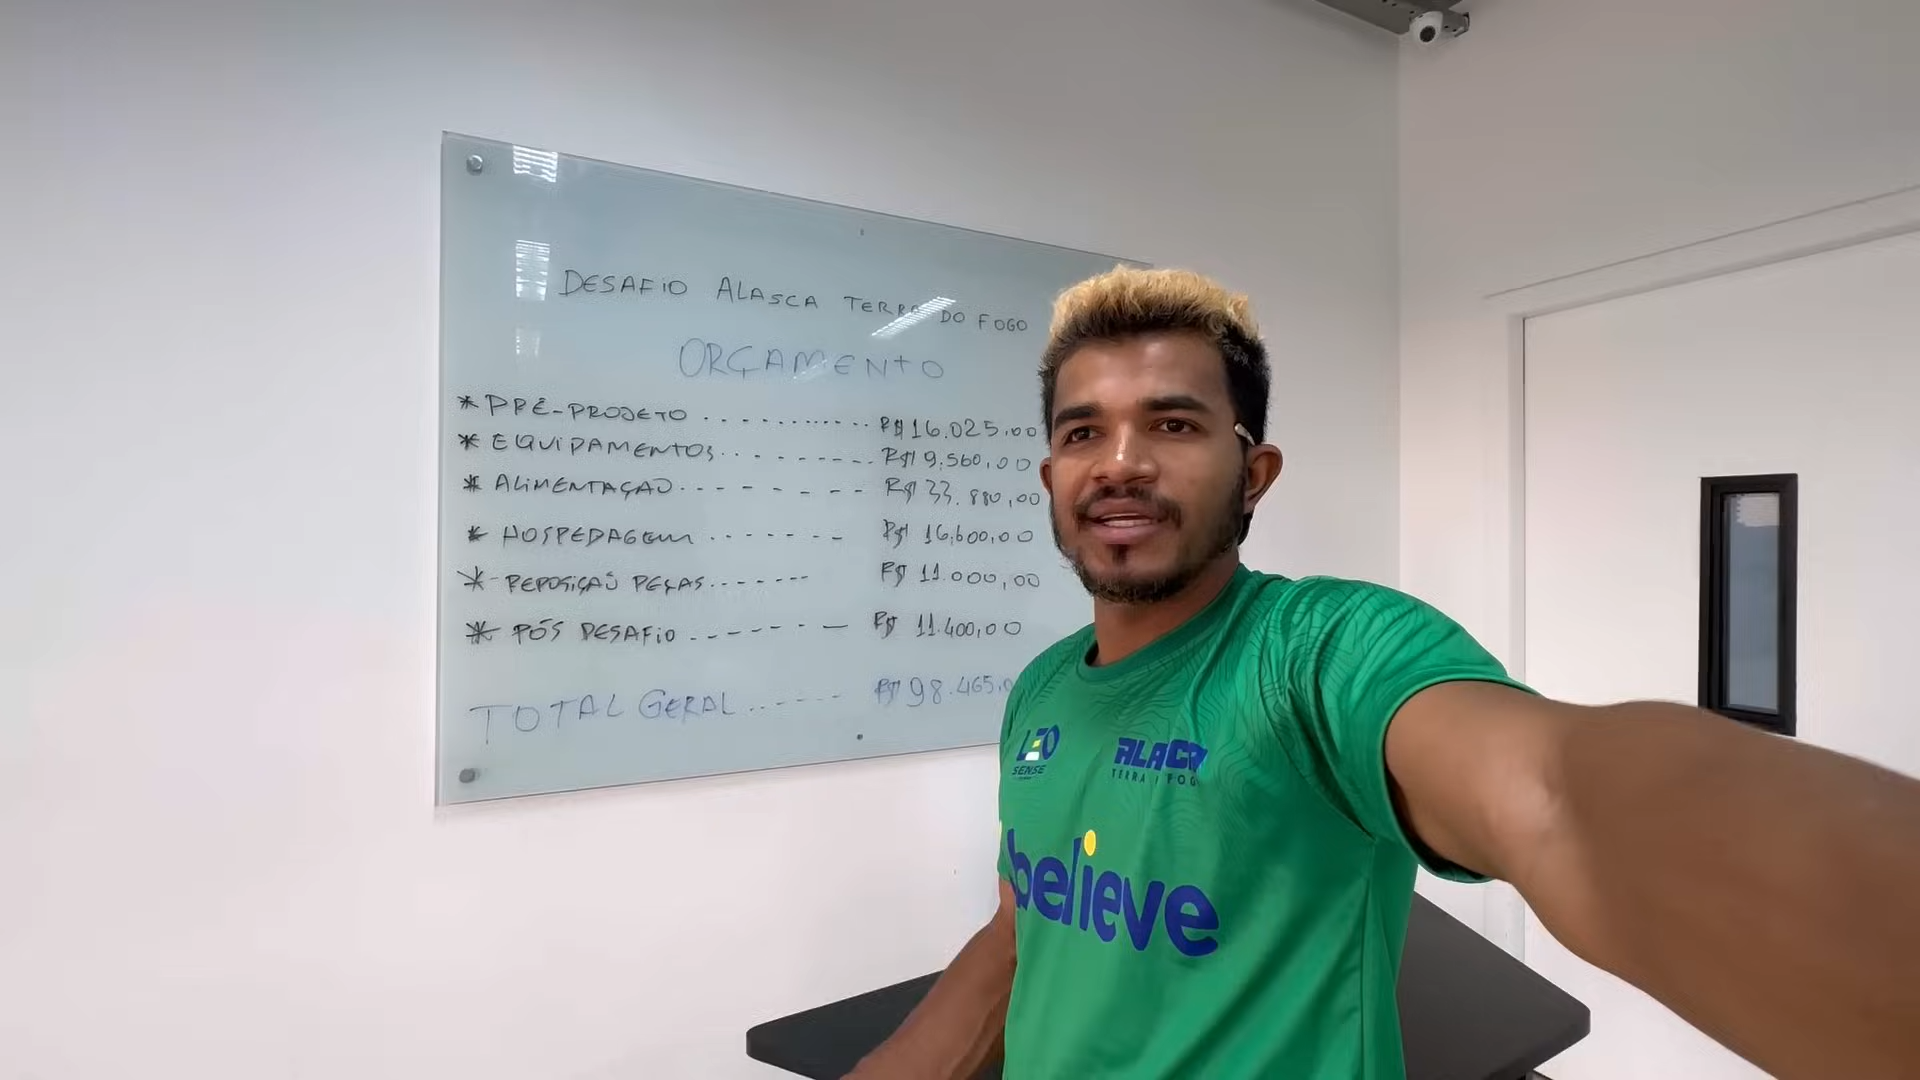 DESAFIO ALASCA TERRA DO FOGO
ORÇAMENTO
* PRÉ-PROJETO ............. R$ 16.025,00
* EQUIPAMENTOS ............ R$ 9.560,00
* ALIMENTAÇÃO ........ R$ 33.880,00
* HOSPEDAGEM ....... R$ 16.600,00
* REPOSIÇÃO PEÇAS ........ R$ 11.000,00
* PÓS DESAFIO ....... R$ 11.400,00
TOTAL GERAL ....... R$ 98.465,0
LEO
SENSE
TERRA
believe